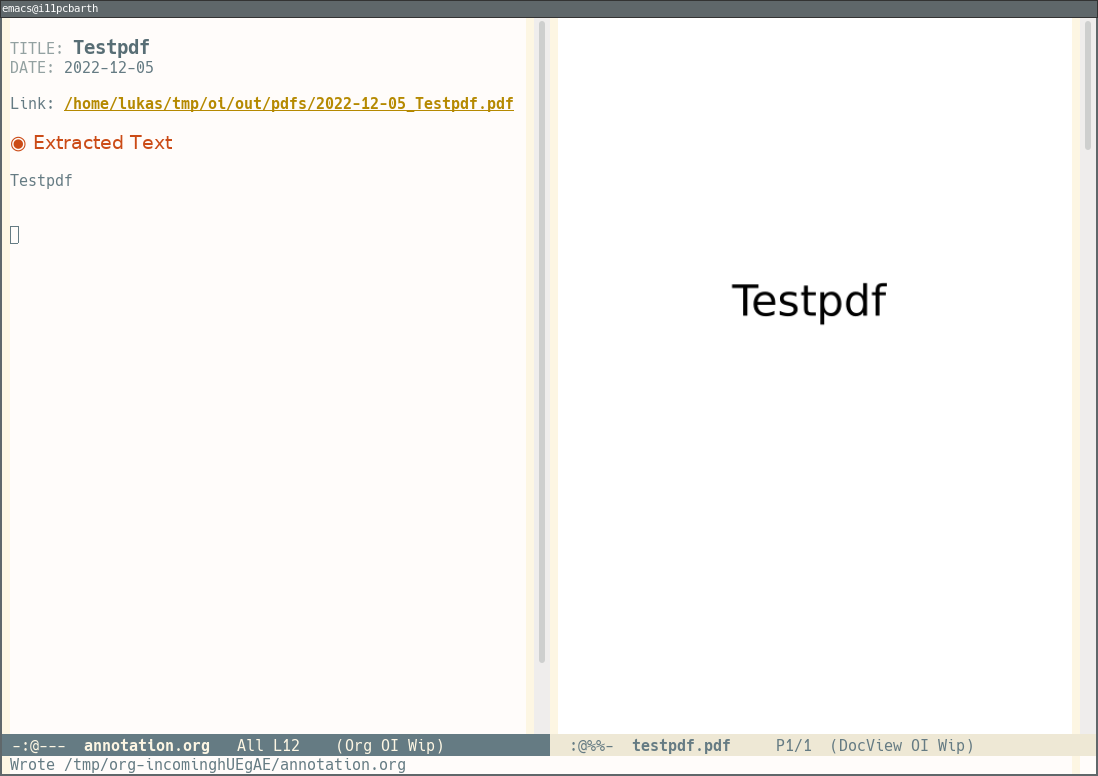 emacs@i11pcbarth
TITLE: Testpdf
DATE: 2022-12-05
Link: /home/lukas/tmp/oi/out/pdfs/2022-12-05_Testpdf.pdf
◉ Extracted Text
Testpdf
Testpdf
-:@--- annotation.org All L12 (Org OI Wip)
:@%%- testpdf.pdf P1/1 (DocView OI Wip)
Wrote /tmp/org-incominghUEgAE/annotation.org